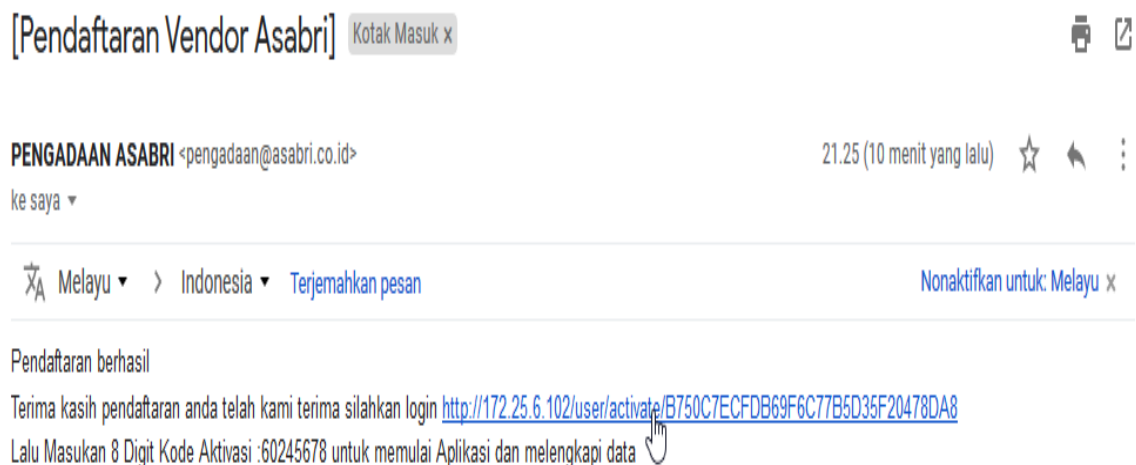 [Pendaftaran Vendor Asabri] Kotak Masuk x
PENGADAAN ASABRI <pengadaan@asabri.co.id> 21.25 (10 menit yang lalu)
ke saya
Melayu > Indonesia Terjemahkan pesan Nonaktifkan untuk: Melayu x
Pendaftaran berhasil
Terima kasih pendaftaran anda telah kami terima silahkan login http://172.25.6.102/user/activate/B750C7ECFDB69F6C77B5D35F20478DA8
Lalu Masukan 8 Digit Kode Aktivasi :60245678 untuk memulai Aplikasi dan melengkapi data